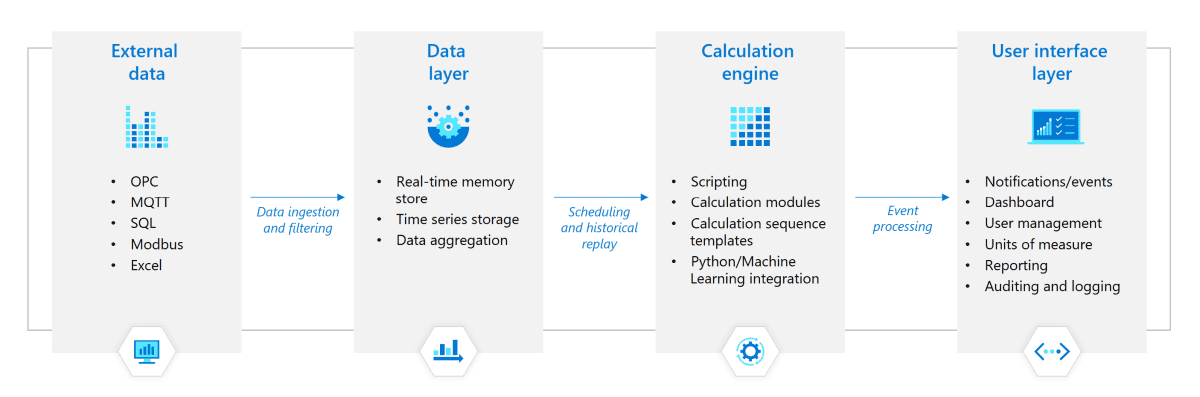 External
data
• OPC
• MQTT
• SQL
• Modbus
• Excel
Data ingestion
and filtering
Data
layer
• Real-time memory
store
• Time series storage
• Data aggregation
Scheduling
and historical
replay
Calculation
engine
• Scripting
• Calculation modules
• Calculation sequence
templates
• Python/Machine
Learning integration
Event
processing
User interface
layer
• Notifications/events
• Dashboard
• User management
• Units of measure
• Reporting
• Auditing and logging